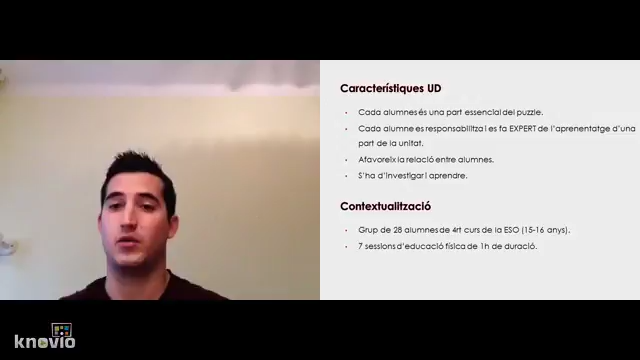 Característiques UD
Cada alumnes és una part essencial del puzzle.
Cada alumne es responsabilitza i es fa EXPERT de l'aprenentatge d'una
part de la unitat.
Afavoreix la relació entre alumnes.
S'ha d'investigar i aprendre.
Contextualització
Grup de 28 alumnes de 4rt curs de la ESO (15-16 anys).
7 sessions d'educació física de 1h de duració.
knovio